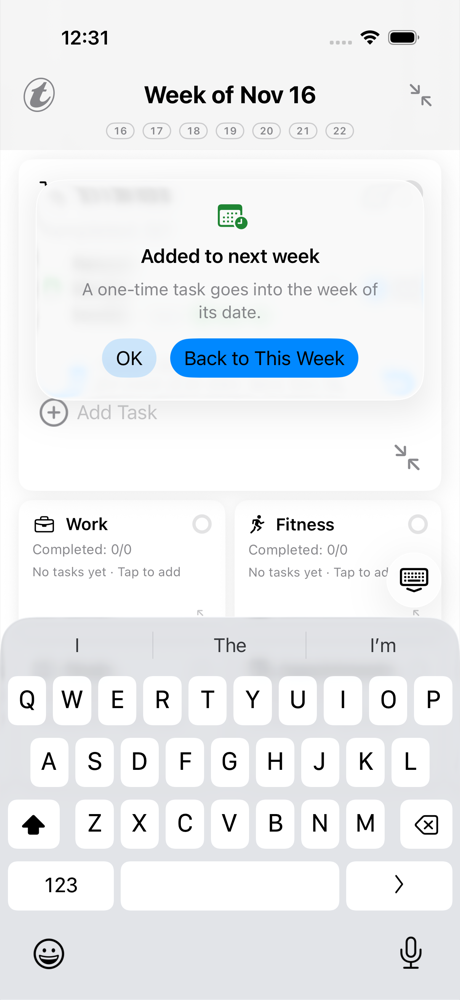 12:31
t
Week of Nov 16
16 17 18 19 20 21 22
Added to next week
A one-time task goes into the week of
its date.
OK Back to This Week
Add Task
Work
Completed: 0/0
No tasks yet · Tap to add
Fitness
Completed: 0/0
No tasks yet · Tap to ad
I The I'm
Q W E R T Y U I O P
A S D F G H J K L
Z X C V B N M
123